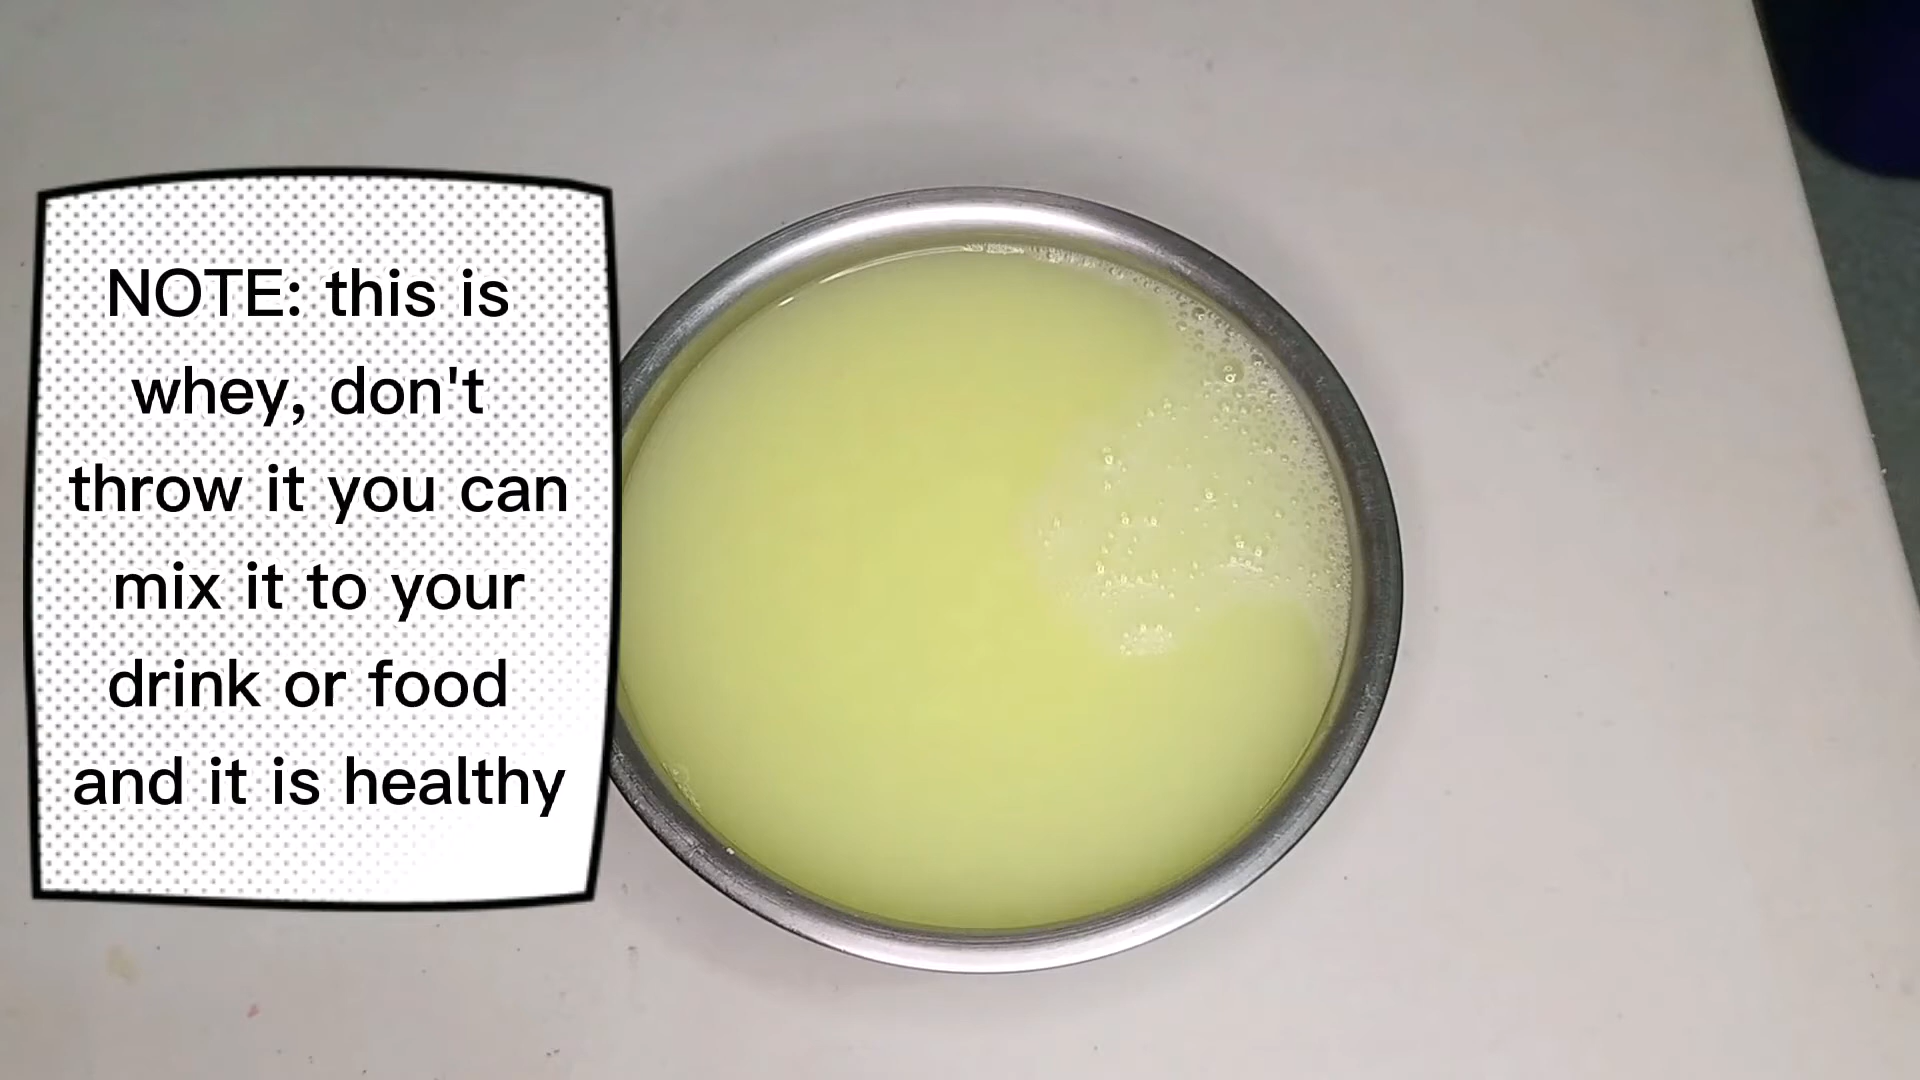 NOTE: this is
whey, don't
throw it you can
mix it to your
drink or food
and it is healthy